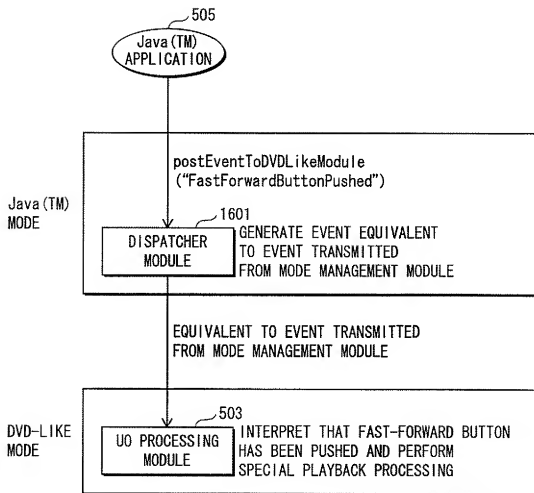 505
Java(TM)
APPLICATION
postEventToDVDLikeModule
("FastForwardButtonPushed")
Java(TM)
MODE
1601
DISPATCHER
MODULE
GENERATE EVENT EQUIVALENT
TO EVENT TRANSMITTED
FROM MODE MANAGEMENT MODULE
EQUIVALENT TO EVENT TRANSMITTED
FROM MODE MANAGEMENT MODULE
DVD-LIKE
MODE
503
UO PROCESSING
MODULE
INTERPRET THAT FAST-FORWARD BUTTON
HAS BEEN PUSHED AND PERFORM
SPECIAL PLAYBACK PROCESSING